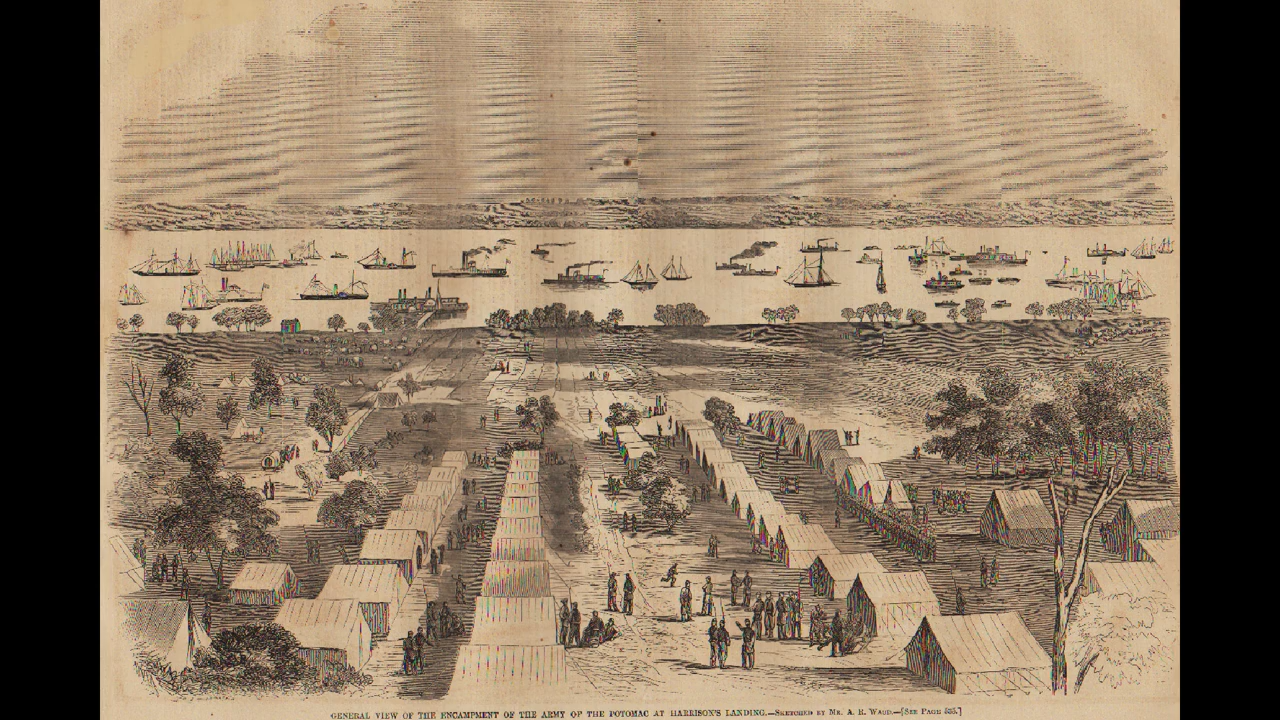 GENERAL VIEW OF THE ENCAMPMENT OF THE ARMY OF THE POTOMAC AT HARRISON'S LANDING.—SKETCHED BY MR. A. R. WAUD.—[SEE PAGE 535.]